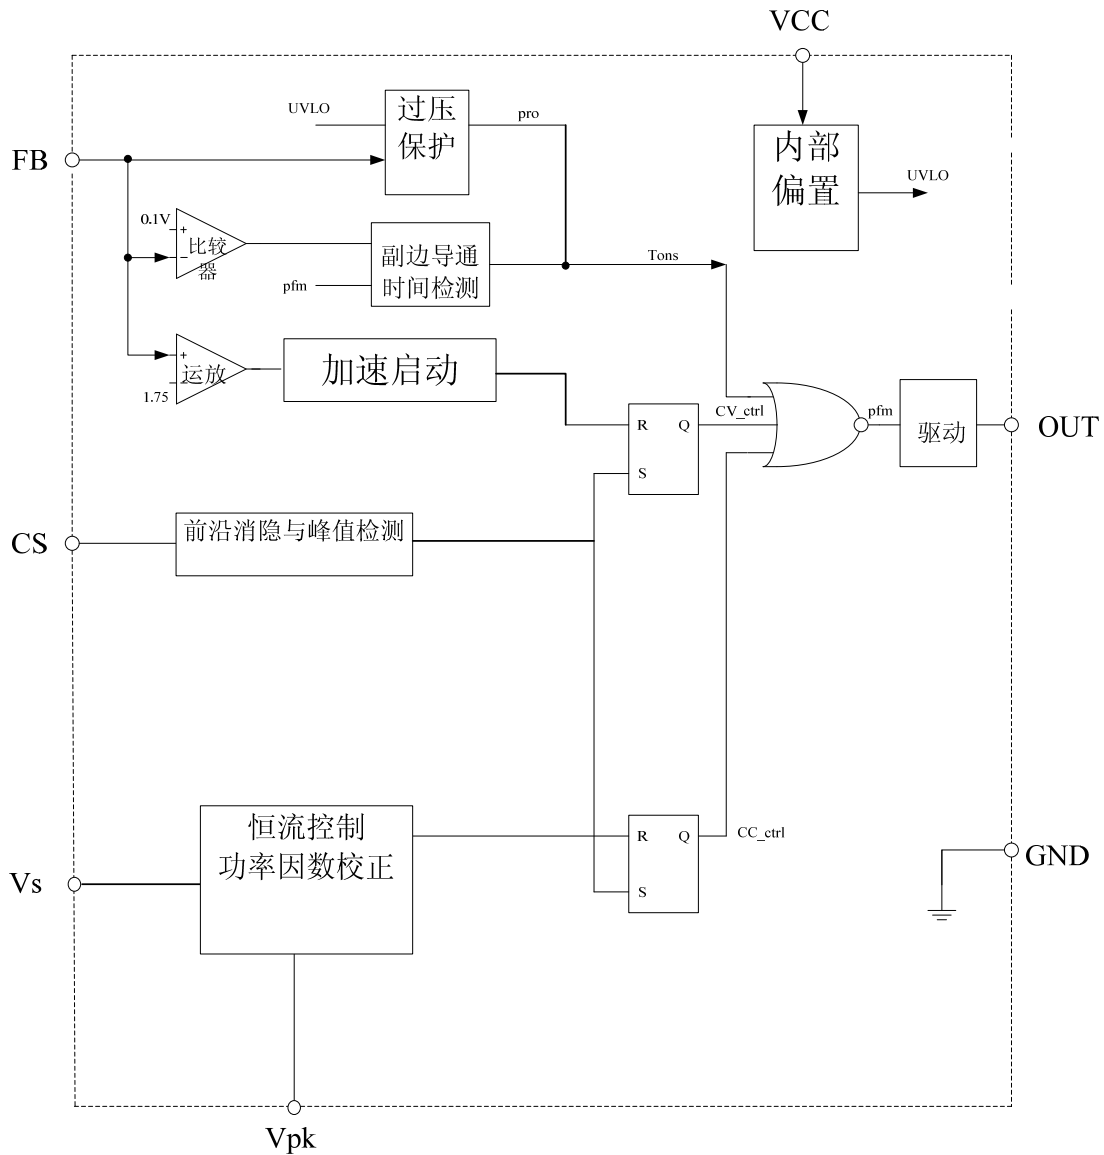 VCC
UVLO
过压
保护
pro
FB
内部
偏置
UVLO
0.1V
+
比较
−
器
副边导通
时间检测
pfm
Tons
+
运放
−
1.75
加速启动
R
Q
S
CV_ctrl
pfm
驱动
OUT
CS
前沿消隐与峰值检测
恒流控制
功率因数校正
R
Q
S
CC_ctrl
GND
Vs
Vpk